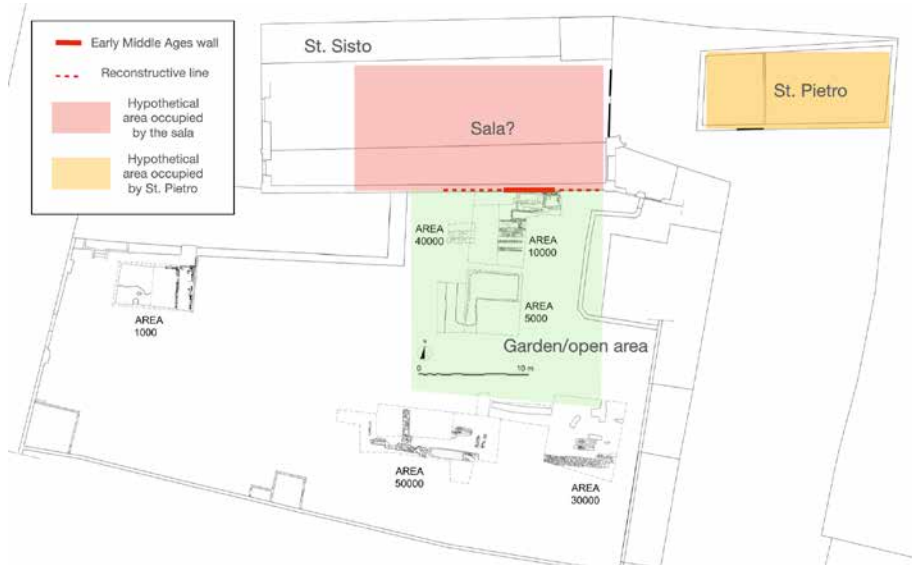 Early Middle Ages wall
Reconstructive line
Hypothetical
area occupied
by the sala
Hypothetical
area occupied
by St. Pietro
St. Sisto
St. Pietro
Sala?
AREA
40000
AREA
10000
AREA
1000
AREA
5000
Garden/open area
0
10 m
AREA
50000
AREA
30000